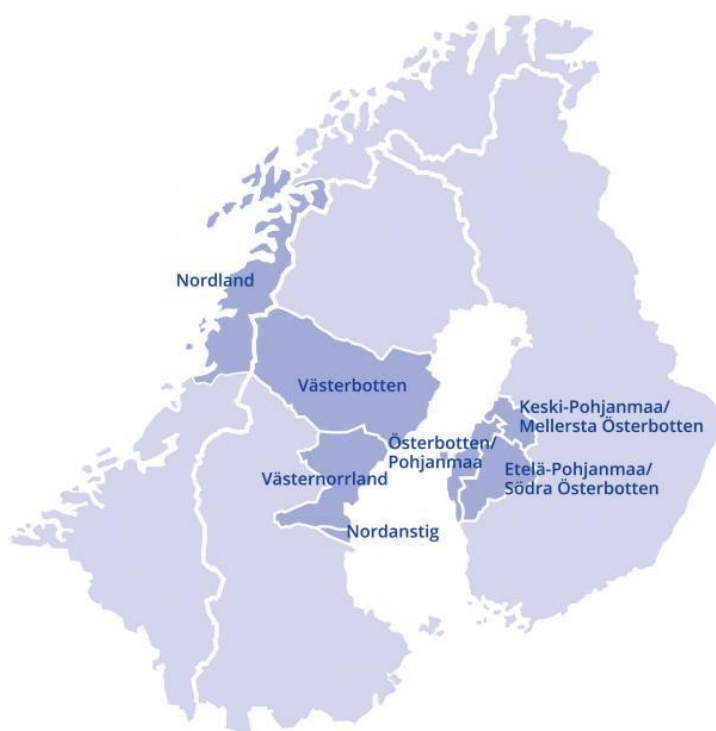 Nordland
Västerbotten
Keski-Pohjanmaa/
Mellersta Österbotten
Österbotten/
Pohjanmaa
Etelä-Pohjanmaa/
Södra Österbotten
Västernorrland
Nordanstig